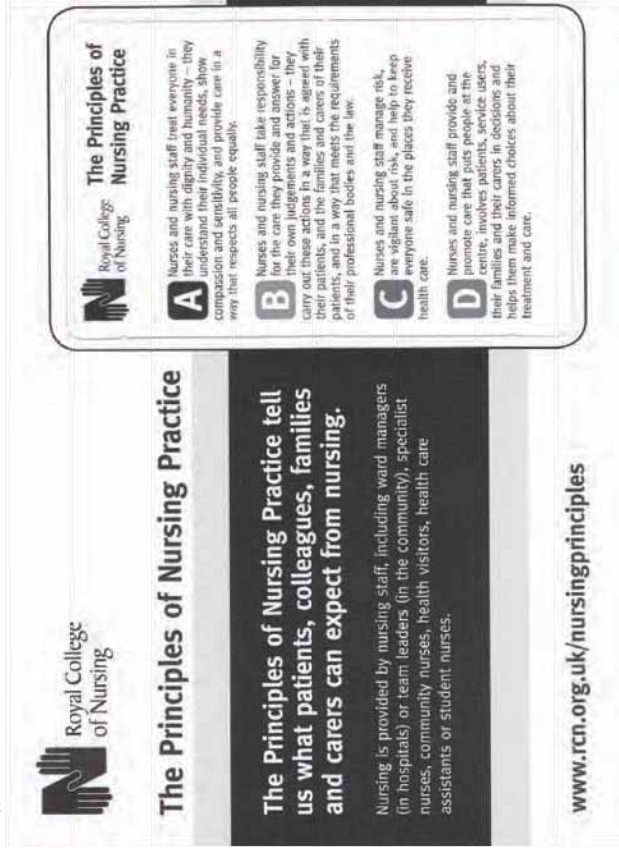 Royal College
of Nursing
The Principles of Nursing Practice
The Principles of Nursing Practice tell
us what patients, colleagues, families
and carers can expect from nursing.
Nursing is provided by nursing staff, including ward managers
(in hospitals) or team leaders (in the community), specialist
nurses, community nurses, health visitors, health care
assistants or student nurses.
www.rcn.org.uk/nursingprinciples
Royal College
of Nursing
The Principles of
Nursing Practice
A
Nurses and nursing staff treat everyone in
their care with dignity and humanity – they
understand their individual needs, show
compassion and sensitivity, and provide care in a
way that respects all people equally.
B
Nurses and nursing staff take responsibility
for the care they provide and answer for
their own judgements and actions – they
carry out these actions in a way that is agreed with
their patients, and the families and carers of their
patients, and in a way that meets the requirements
of their professional bodies and the law.
C
Nurses and nursing staff manage risk,
are vigilant about risk, and help to keep
everyone safe in the places they receive
health care.
D
Nurses and nursing staff provide and
promote care that puts people at the
centre, involves patients, service users,
their families and their carers in decisions and
helps them make informed choices about their
treatment and care.